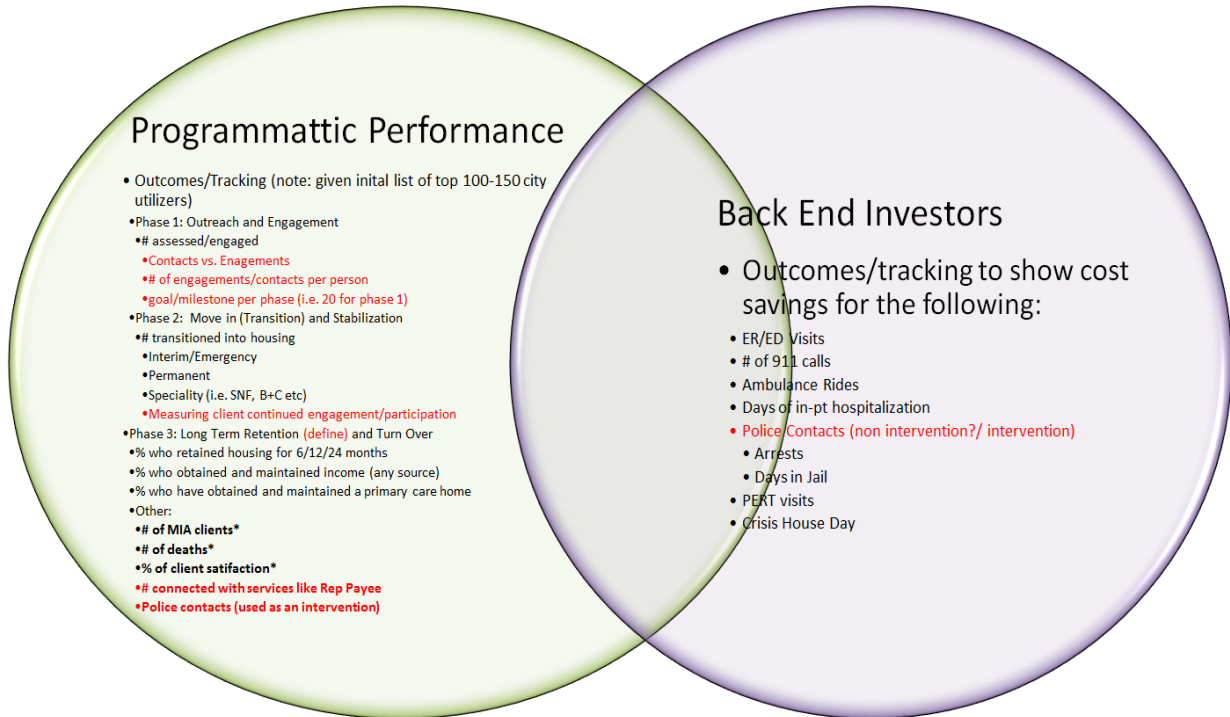 Programmattic Performance
• Outcomes/Tracking (note: given inital list of top 100-150 city
utilizers)
•Phase 1: Outreach and Engagement
•# assessed/engaged
•Contacts vs. Enagements
•# of engagements/contacts per person
•goal/milestone per phase (i.e. 20 for phase 1)
•Phase 2:  Move in (Transition) and Stabilization
•# transitioned into housing
•Interim/Emergency
•Permanent
•Speciality (i.e. SNF, B+C etc)
•Measuring client continued engagement/participation
•Phase 3: Long Term Retention (define) and Turn Over
•% who retained housing for 6/12/24 months
•% who obtained and maintained income (any source)
•% who have obtained and maintained a primary care home
•Other:
•# of MIA clients*
•# of deaths*
•% of client satifaction*
•# connected with services like Rep Payee
•Police contacts (used as an intervention)
Back End Investors
• Outcomes/tracking to show cost
savings for the following:
• ER/ED Visits
• # of 911 calls
• Ambulance Rides
• Days of in-pt hospitalization
• Police Contacts (non intervention?/ intervention)
• Arrests
• Days in Jail
• PERT visits
• Crisis House Day